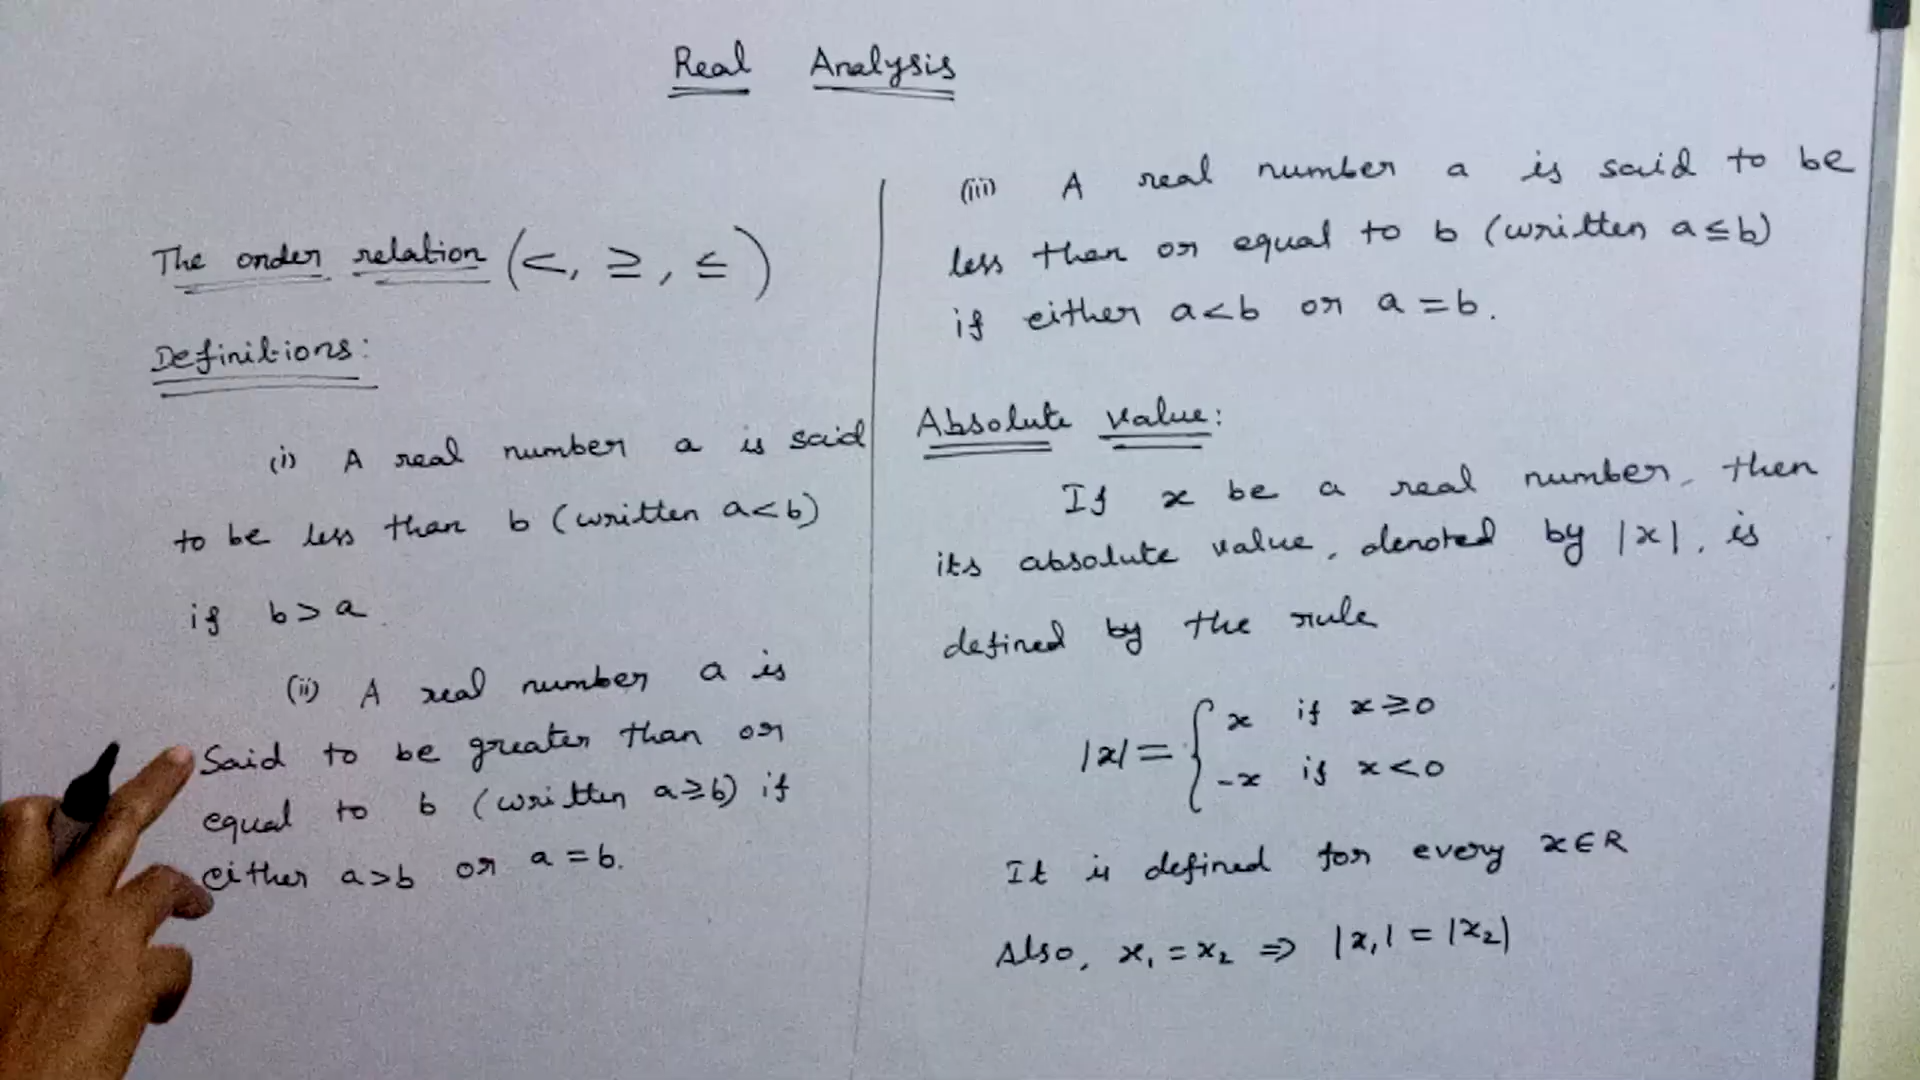 Real Analysis
The order relation (<, ≥, ≤)
Definitions:
(i) A real number a is said
to be less than b (written a<b)
if b>a
(ii) A real number a is
Said to be greater than or
equal to b (written a≥b) if
either a>b or a=b.
(iii) A real number a is said to be
less than or equal to b (written a≤b)
if either a<b or a=b.
Absolute value:
If x be a real number, then
its absolute value, denoted by |x|, is
defined by the rule
|x| = { x if x≥0
-x if x<0
It is defined for every x∈R
Also, x₁ = x₂ ⇒ |x₁| = |x₂|